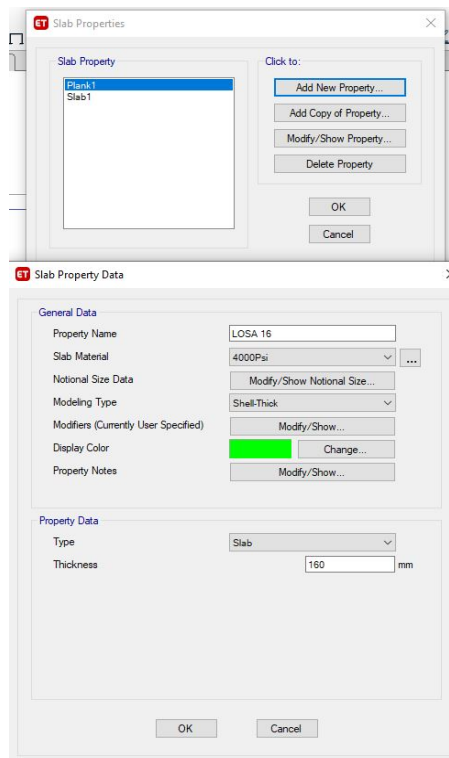 ET Slab Properties
Slab Property
Click to:
Plank1
Slab1
Add New Property...
Add Copy of Property...
Modify/Show Property...
Delete Property
OK
Cancel
ET Slab Property Data
General Data
Property Name LOSA 16
Slab Material 4000Psi ...
Notional Size Data Modify/Show Notional Size...
Modeling Type Shell-Thick
Modifiers (Currently User Specified) Modify/Show...
Display Color Change...
Property Notes Modify/Show...
Property Data
Type Slab
Thickness 160 mm
OK Cancel